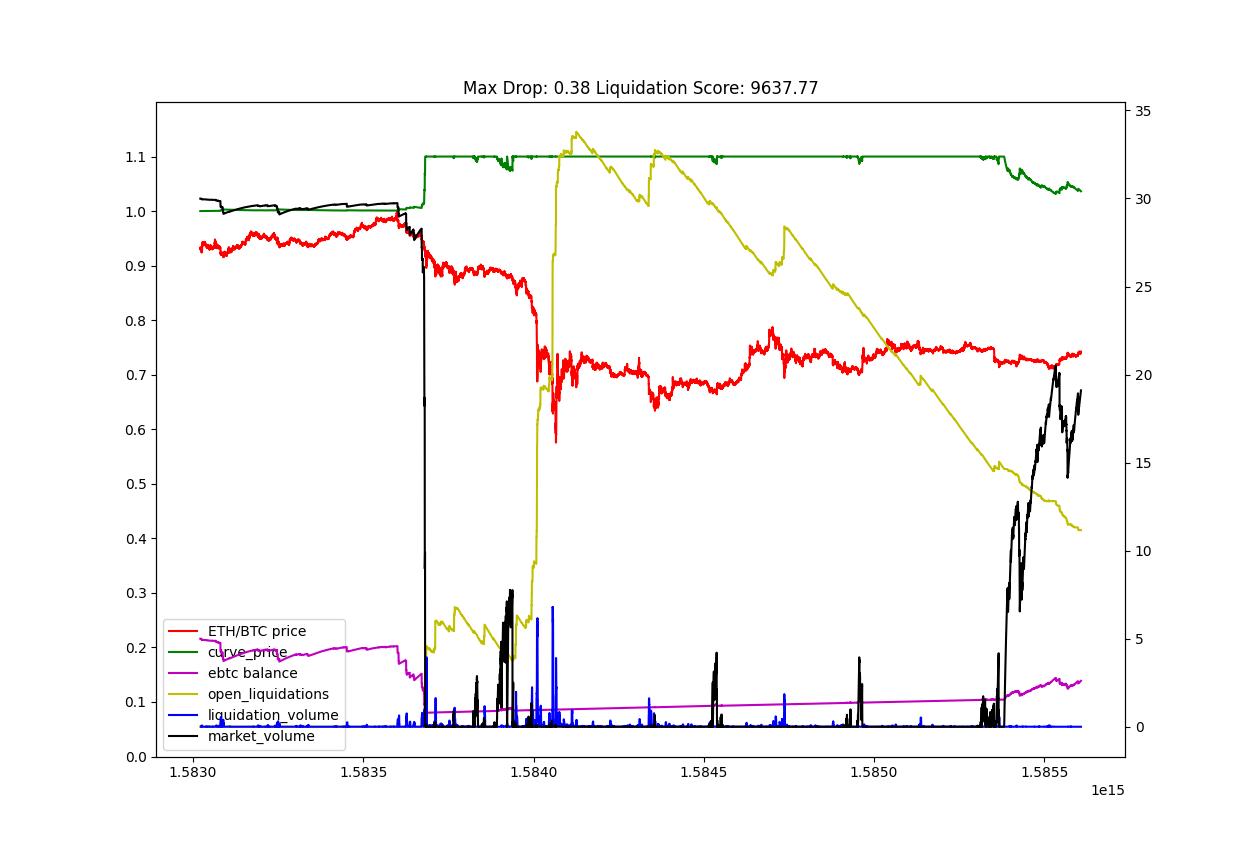 Max Drop: 0.38 Liquidation Score: 9637.77
1.1
1.0
0.9
0.8
0.7
0.6
0.5
0.4
0.3
0.2
0.1
0.0
35
30
25
20
15
10
5
0
ETH/BTC price
curve_price
ebtc balance
open_liquidations
liquidation_volume
market_volume
1.5830 1.5835 1.5840 1.5845 1.5850 1.5855
1e15